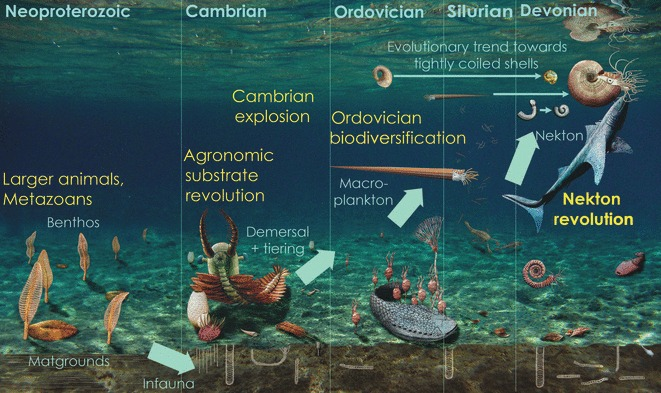 Neoproterozoic
Cambrian
Ordovician
Silurian
Devonian
Evolutionary trend towards
tightly coiled shells
Cambrian
explosion
Ordovician
biodiversification
Nekton
Agronomic
substrate
revolution
Larger animals,
Metazoans
Macro-
plankton
Nekton
revolution
Benthos
Demersal
+ tiering
Matgrounds
Infauna